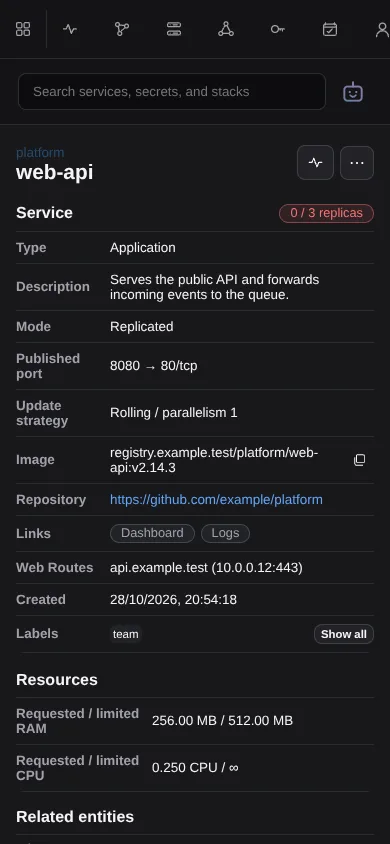 Search services, secrets, and stacks
platform
web-api
Service
0 / 3 replicas
Type
Application
Description
Serves the public API and forwards
incoming events to the queue.
Mode
Replicated
Published
port
8080 → 80/tcp
Update
strategy
Rolling / parallelism 1
Image
registry.example.test/platform/web-
api:v2.14.3
Repository
https://github.com/example/platform
Links
Dashboard
Logs
Web Routes
api.example.test (10.0.0.12:443)
Created
28/10/2026, 20:54:18
Labels
team
Show all
Resources
Requested / limited
RAM
256.00 MB / 512.00 MB
Requested / limited
CPU
0.250 CPU / ∞
Related entities